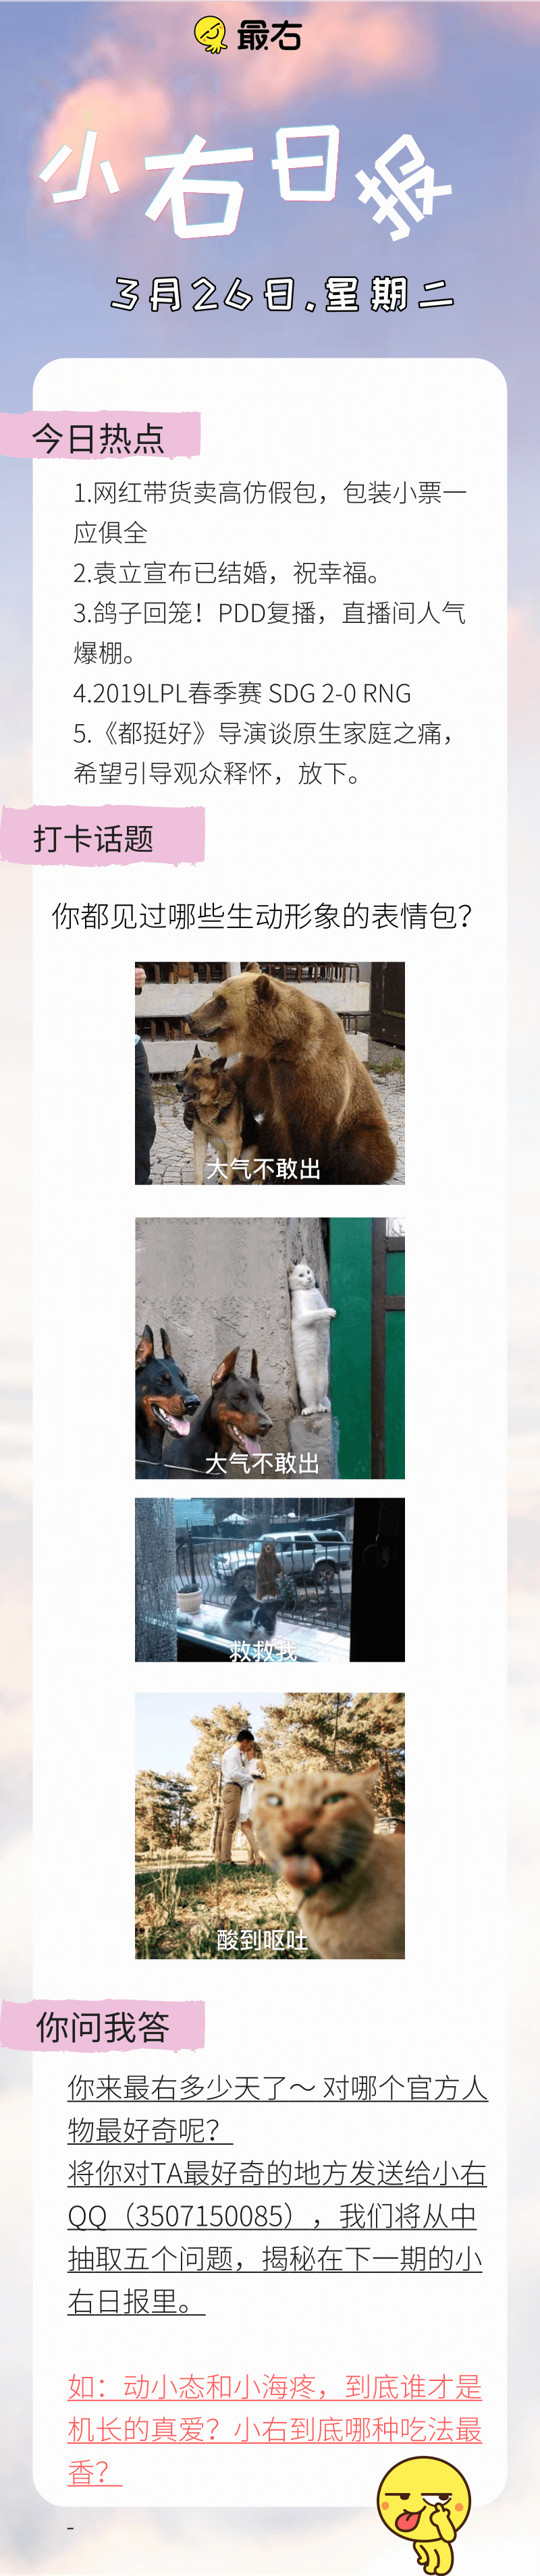 最右
小右日报
3月26日.星期二
今日热点
1.网红带货卖高仿假包，包装小票一
应俱全
2.袁立宣布已结婚，祝幸福。
3.鸽子回笼！PDD复播，直播间人气
爆棚。
4.2019LPL春季赛 SDG 2-0 RNG
5.《都挺好》导演谈原生家庭之痛，
希望引导观众释怀，放下。
打卡话题
你都见过哪些生动形象的表情包？
大气不敢出
大气不敢出
救救我
酸到呕吐
你问我答
你来最右多少天了～ 对哪个官方人
物最好奇呢？
将你对TA最好奇的地方发送给小右
QQ（3507150085），我们将从中
抽取五个问题，揭秘在下一期的小
右日报里。
如：动小态和小海疼，到底谁才是
机长的真爱？小右到底哪种吃法最
香？
-